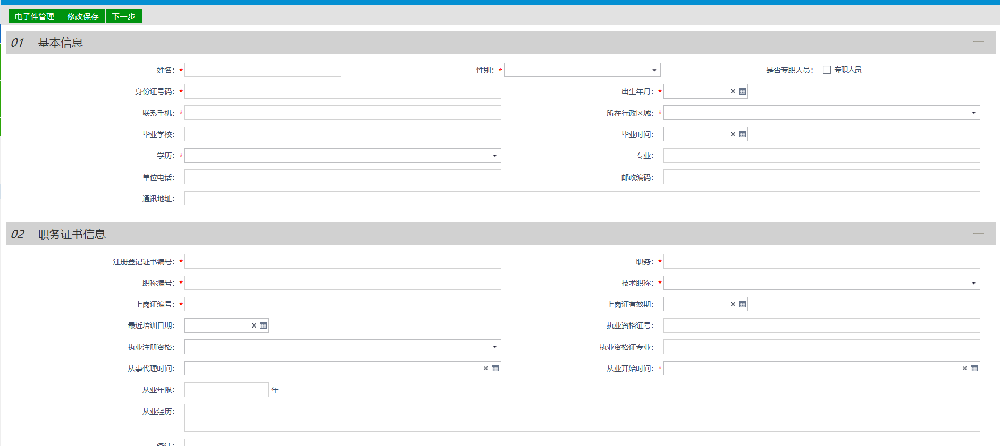 电子件管理 修改保存 下一步
01 基本信息
姓名：* 性别：* 是否专职人员： 专职人员
身份证号码：* 出生年月：*
联系手机：* 所在行政区域：*
毕业学校： 毕业时间：
学历：* 专业：
单位电话： 邮政编码：
通讯地址：
02 职务证书信息
注册登记证书编号：* 职务：*
职称编号：* 技术职称：*
上岗证编号：* 上岗证有效期：
最近培训日期： 执业资格证号：
执业注册资格： 执业资格证专业：
从事代理时间： 从业开始时间：*
从业年限： 年
从业经历：
备注：